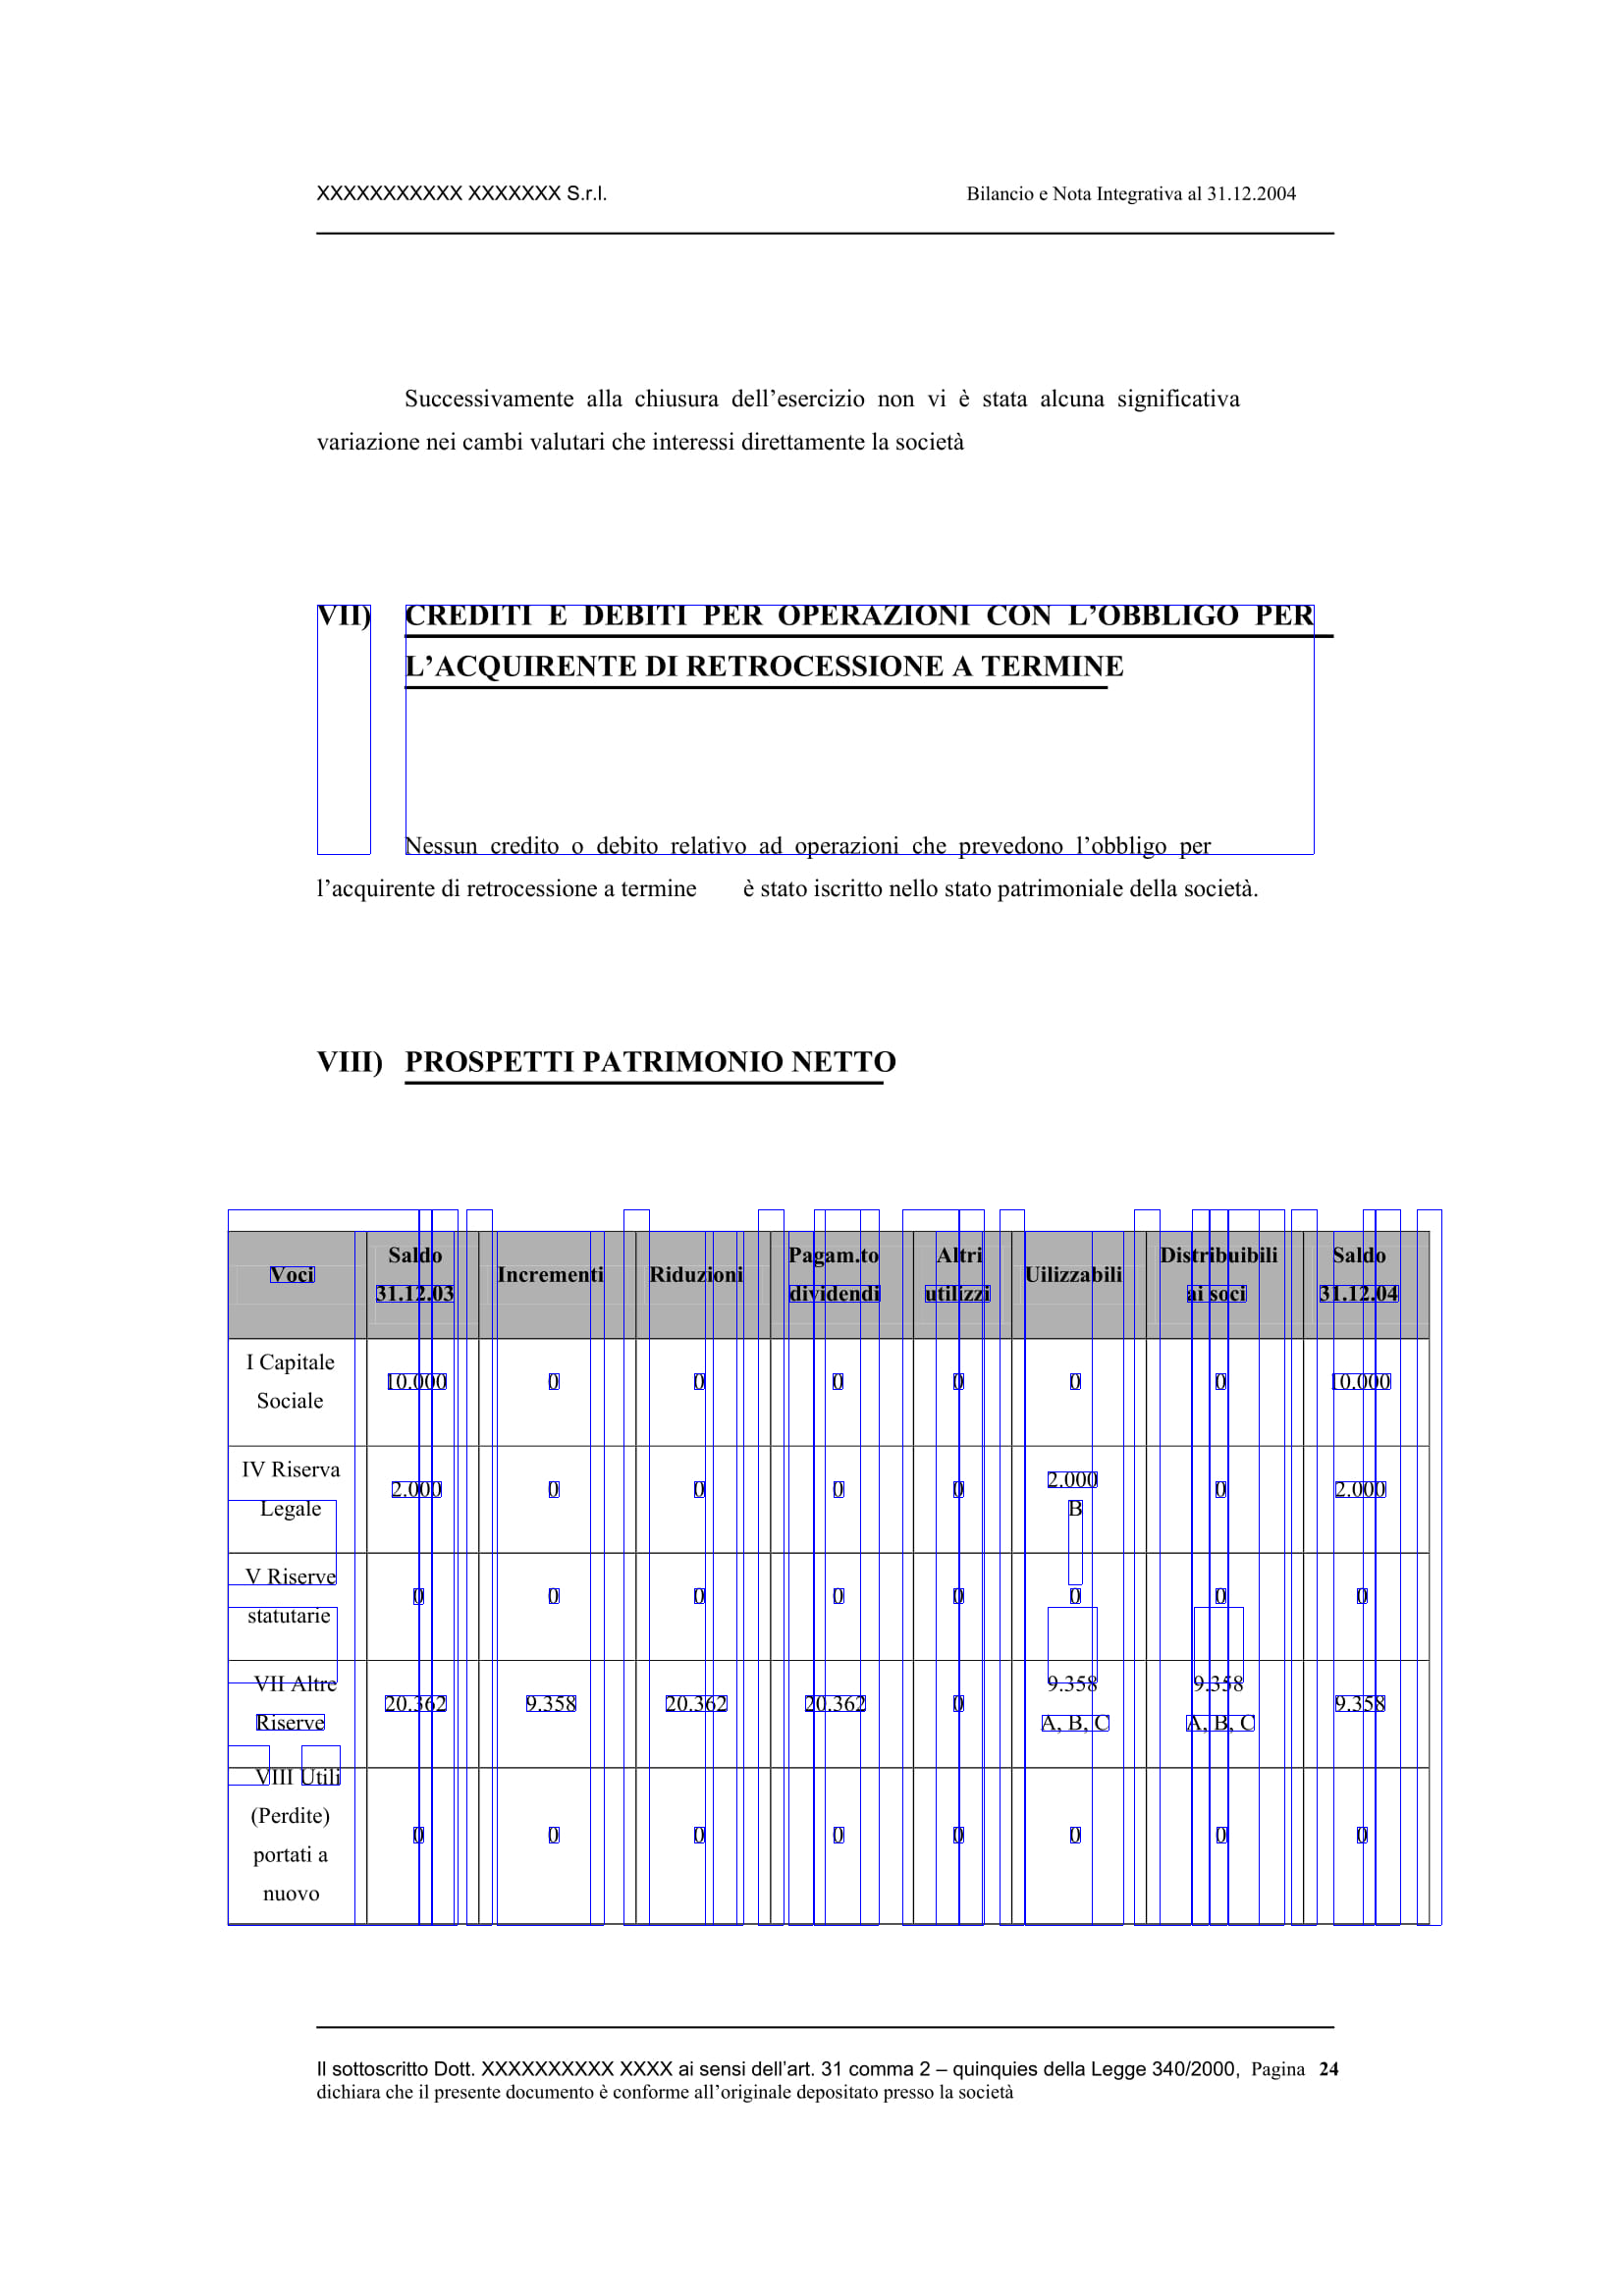 XXXXXXXXXXX XXXXXXX S.r.l. Bilancio e Nota Integrativa al 31.12.2004
Successivamente alla chiusura dell’esercizio non vi è stata alcuna significativa
variazione nei cambi valutari che interessi direttamente la società
VII) CREDITI E DEBITI PER OPERAZIONI CON L’OBBLIGO PER
L’ACQUIRENTE DI RETROCESSIONE A TERMINE
Nessun credito o debito relativo ad operazioni che prevedono l’obbligo per
l’acquirente di retrocessione a termine è stato iscritto nello stato patrimoniale della società.
VIII) PROSPETTI PATRIMONIO NETTO
Voci Saldo 31.12.03 Incrementi Riduzioni Pagam.to dividendi Altri utilizzi Uilizzabili Distribuibili ai soci Saldo 31.12.04
I Capitale Sociale 10.000 0 0 0 0 0 0 10.000
IV Riserva Legale 2.000 0 0 0 0 2.000 B 0 2.000
V Riserve statutarie 0 0 0 0 0 0 0 0
VII Altre Riserve 20.362 9.358 20.362 20.362 0 9.358 A, B, C 9.358 A, B, C 9.358
VIII Utili (Perdite) portati a nuovo 0 0 0 0 0 0 0 0
Il sottoscritto Dott. XXXXXXXXXX XXXX ai sensi dell’art. 31 comma 2 – quinquies della Legge 340/2000, Pagina 24
dichiara che il presente documento è conforme all’originale depositato presso la società